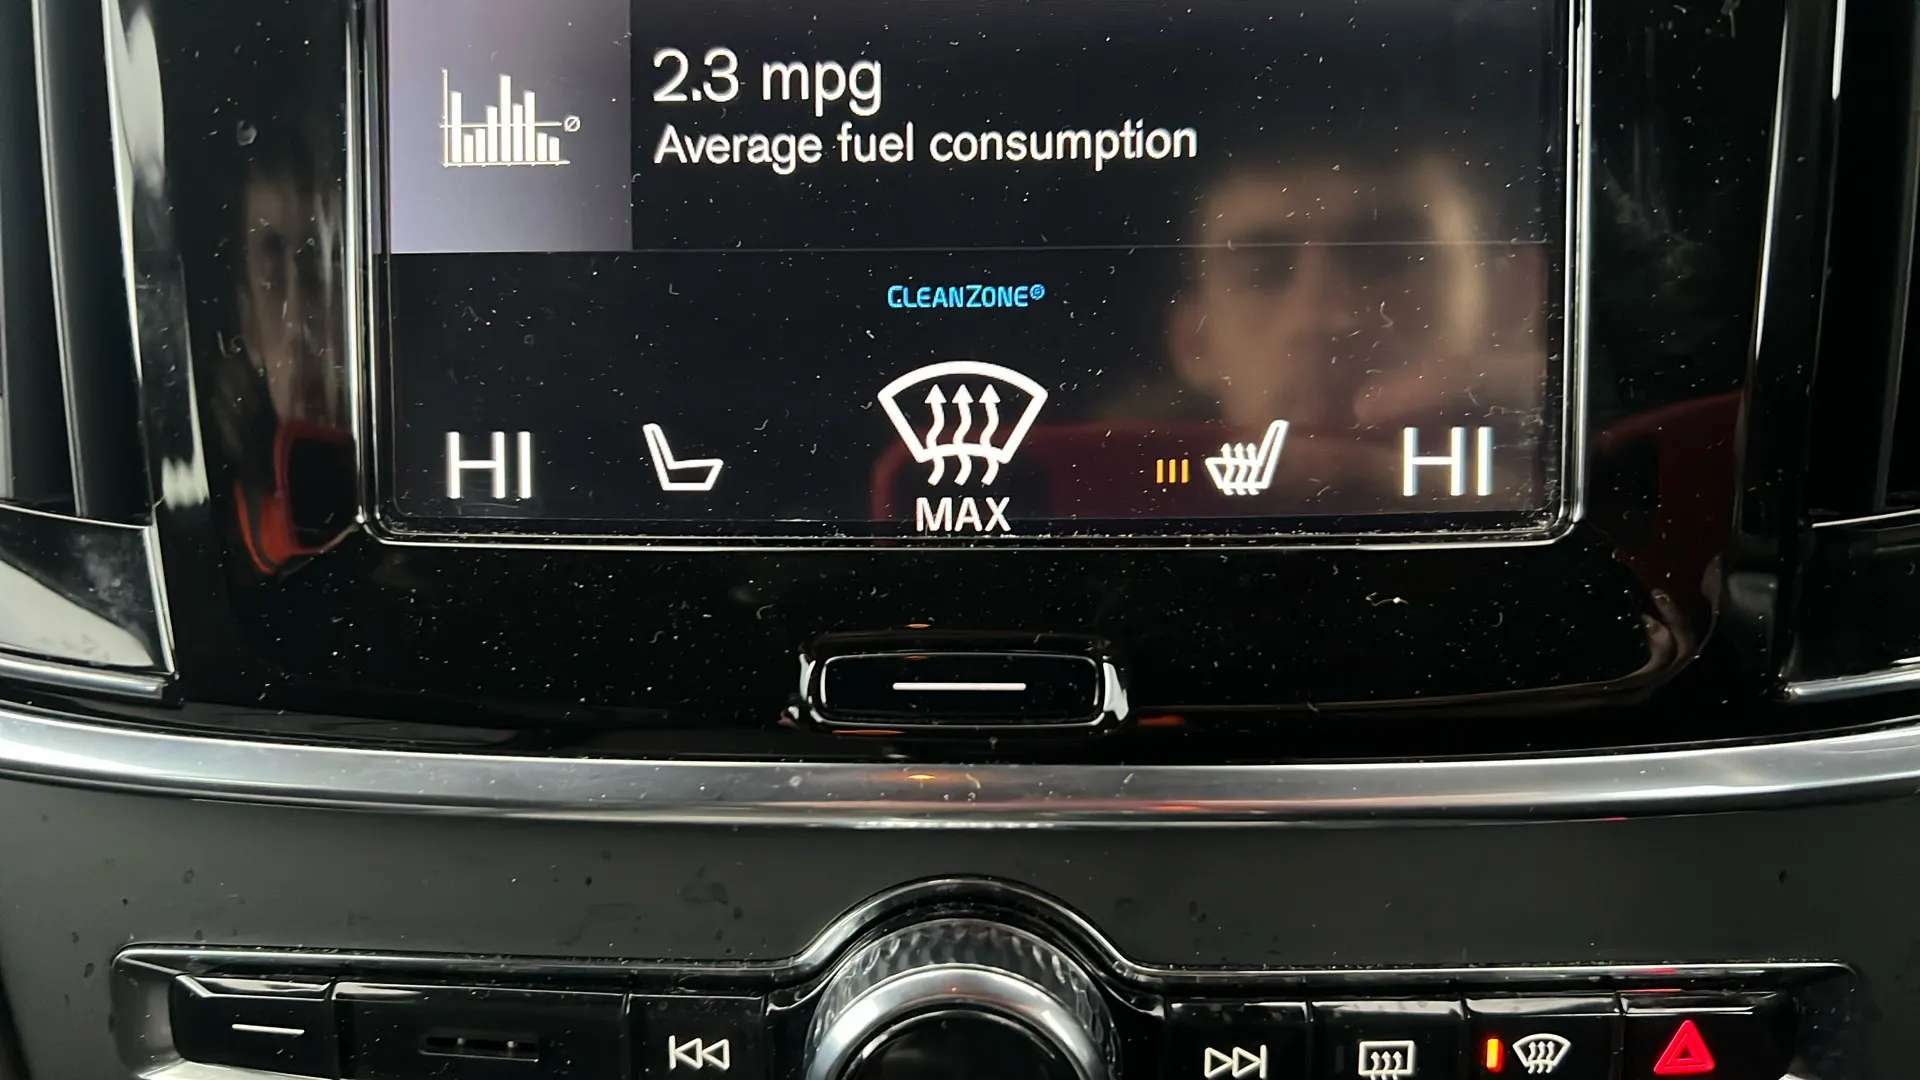 2.3 mpg
Average fuel consumption
CLEANZONE
HI
HI
MAX